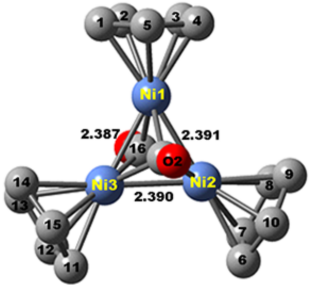 1 2 5 3 4
Ni1
2.387 16 O2 2.391
Ni3 2.390 Ni2
14 13 15 12 11
9 8 10 7 6